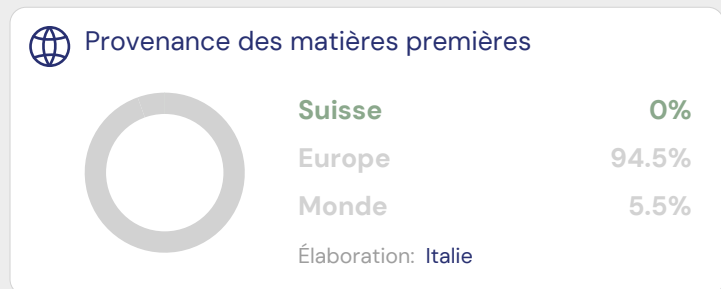 Provenance des matières premières
Suisse 0%
Europe 94.5%
Monde 5.5%
Élaboration: Italie